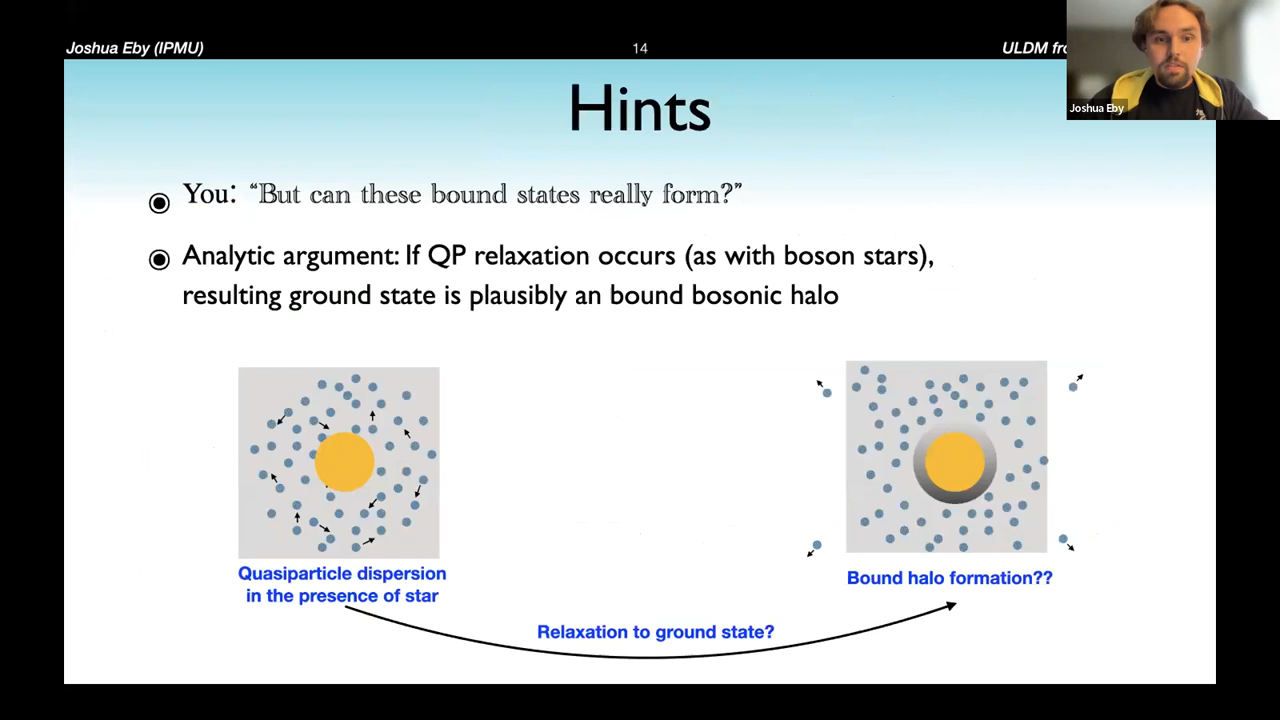 Joshua Eby (IPMU)
14
ULDM
Joshua Eby
Hints
You: “But can these bound states really form?”
Analytic argument: If QP relaxation occurs (as with boson stars),
resulting ground state is plausibly an bound bosonic halo
Quasiparticle dispersion
in the presence of star
Bound halo formation??
Relaxation to ground state?